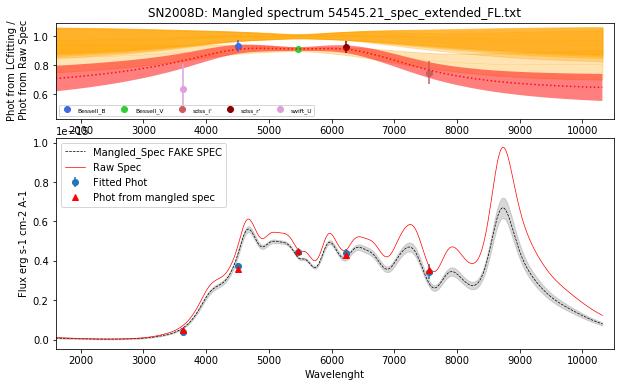 SN2008D: Mangled spectrum 54545.21_spec_extended_FL.txt
Phot from LCfitting /
Phot from Raw Spec
1.0
0.8
0.6
Bessell_B Bessell_V sdss_i' sdss_r' swift_U
2000 3000 4000 5000 6000 7000 8000 9000 10000
1e−15
Flux erg s-1 cm-2 A-1
1.0
0.8
0.6
0.4
0.2
0.0
Mangled_Spec FAKE SPEC
Raw Spec
Fitted Phot
Phot from mangled spec
2000 3000 4000 5000 6000 7000 8000 9000 10000
Wavelenght